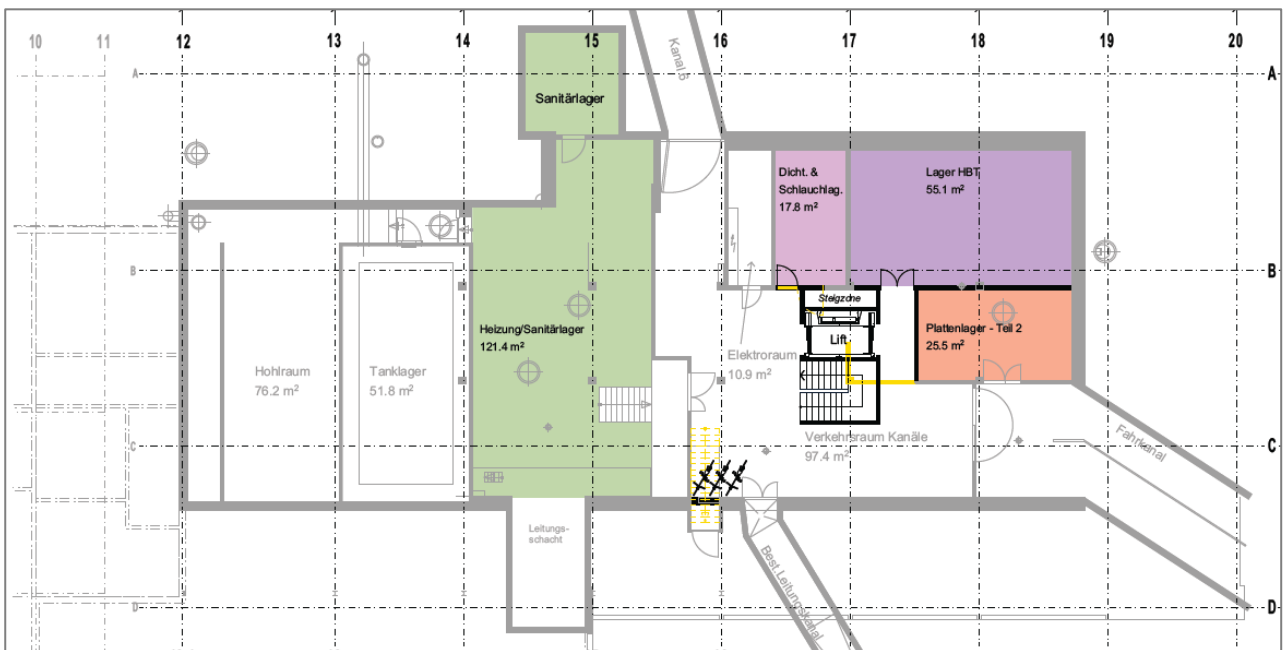 10 11 12 13 14 15 16 17 18 19 20
A
A
Kanal 6
Sanitärlager
Dicht. &
Schlauchlag.
17.8 m²
Lager HBT
55.1 m²
B
B
Steigzone
Lift
Plattenlager - Teil 2
25.5 m²
Heizung/Sanitärlager
121.4 m²
Elektroraum
10.9 m²
Hohlraum
76.2 m²
Tanklager
51.8 m²
Verkehrsraum Kanäle
97.4 m²
Fahrkanal
C
C
Leitungs-
schacht
Best.Leitungskanal
D
D